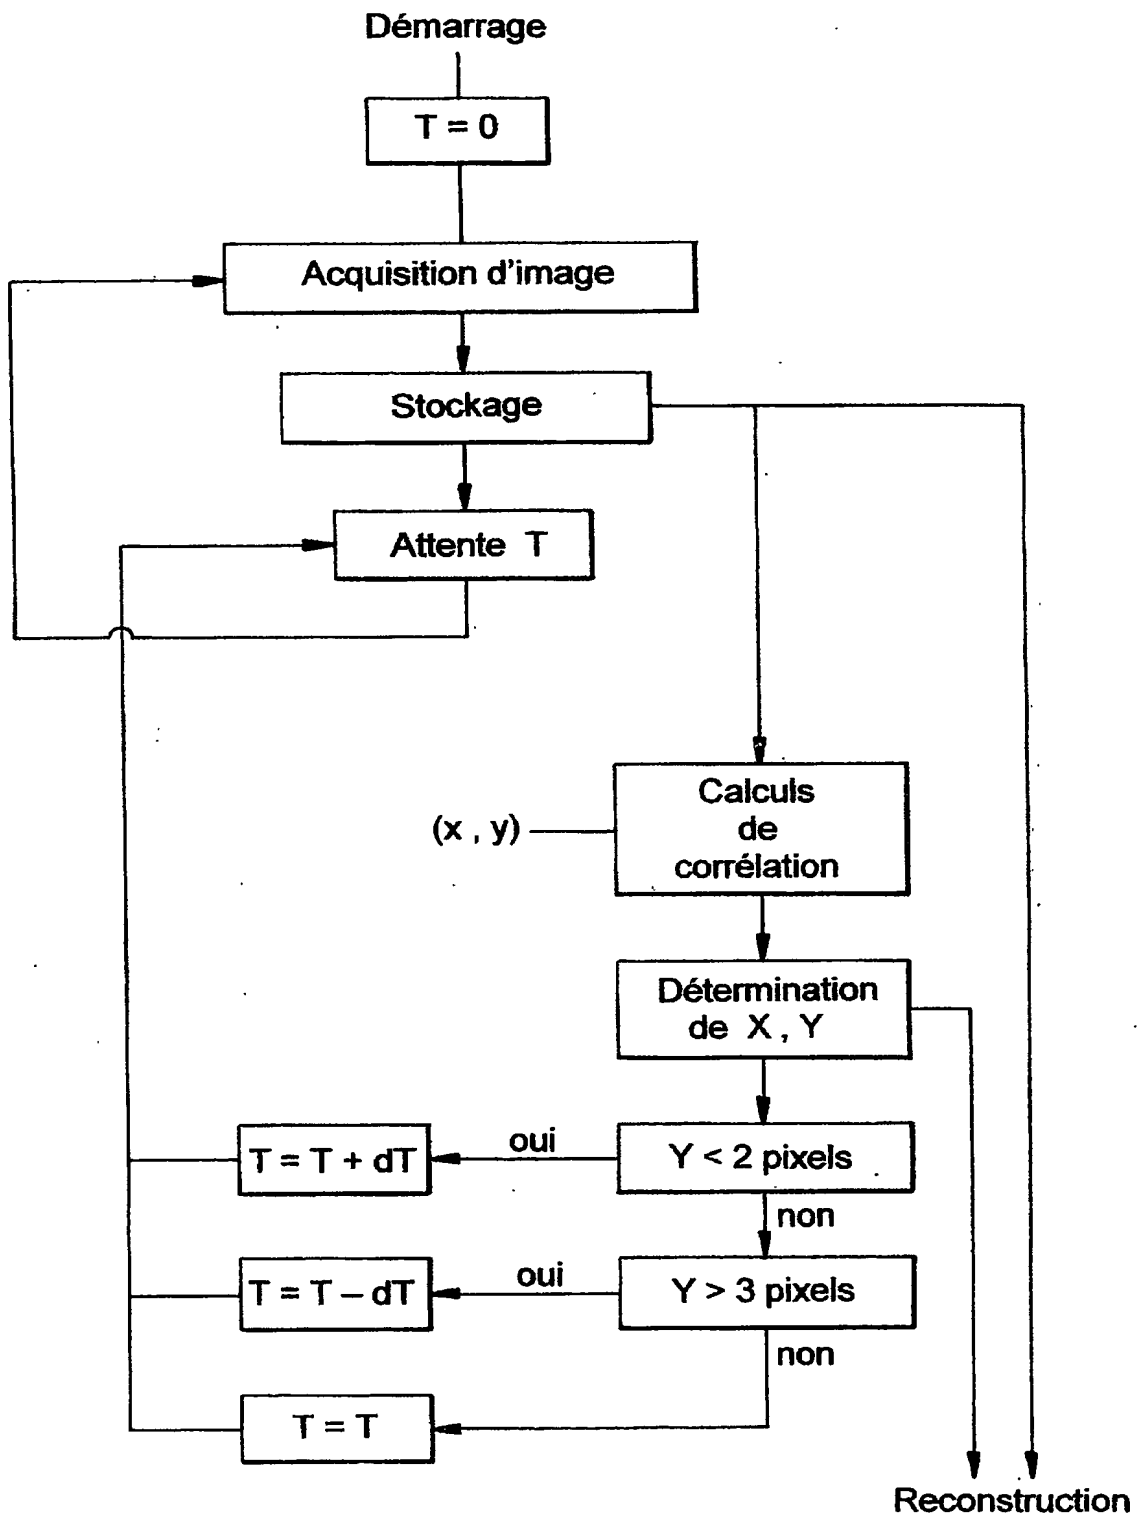 Démarrage
T = 0
Acquisition d'image
Stockage
Attente T
Calculs
de
corrélation
(x , y)
Détermination
de X , Y
Y < 2 pixels
oui
T = T + dT
non
Y > 3 pixels
oui
T = T – dT
non
T = T
Reconstruction